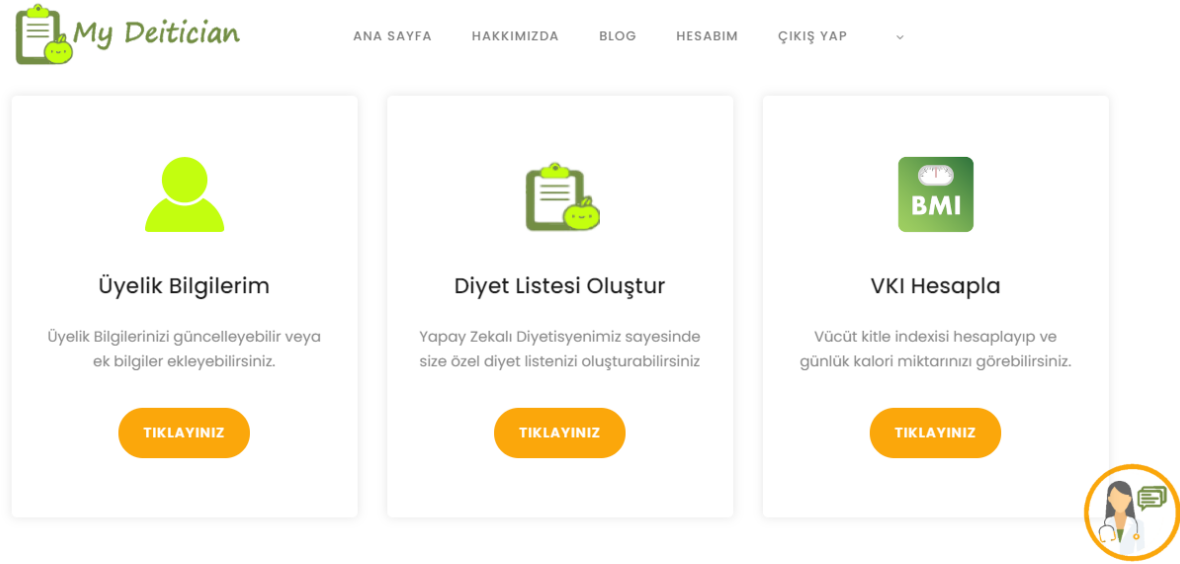 My Deitician
ANA SAYFA HAKKIMIZDA BLOG HESABIM ÇIKIŞ YAP
Üyelik Bilgilerim
Üyelik Bilgilerinizi güncelleyebilir veya
ek bilgiler ekleyebilirsiniz.
TIKLAYINIZ
Diyet Listesi Oluştur
Yapay Zekalı Diyetisyenimiz sayesinde
size özel diyet listenizi oluşturabilirsiniz
TIKLAYINIZ
BMI
VKI Hesapla
Vücüt kitle indexisi hesaplayıp ve
günlük kalori miktarınızı görebilirsiniz.
TIKLAYINIZ